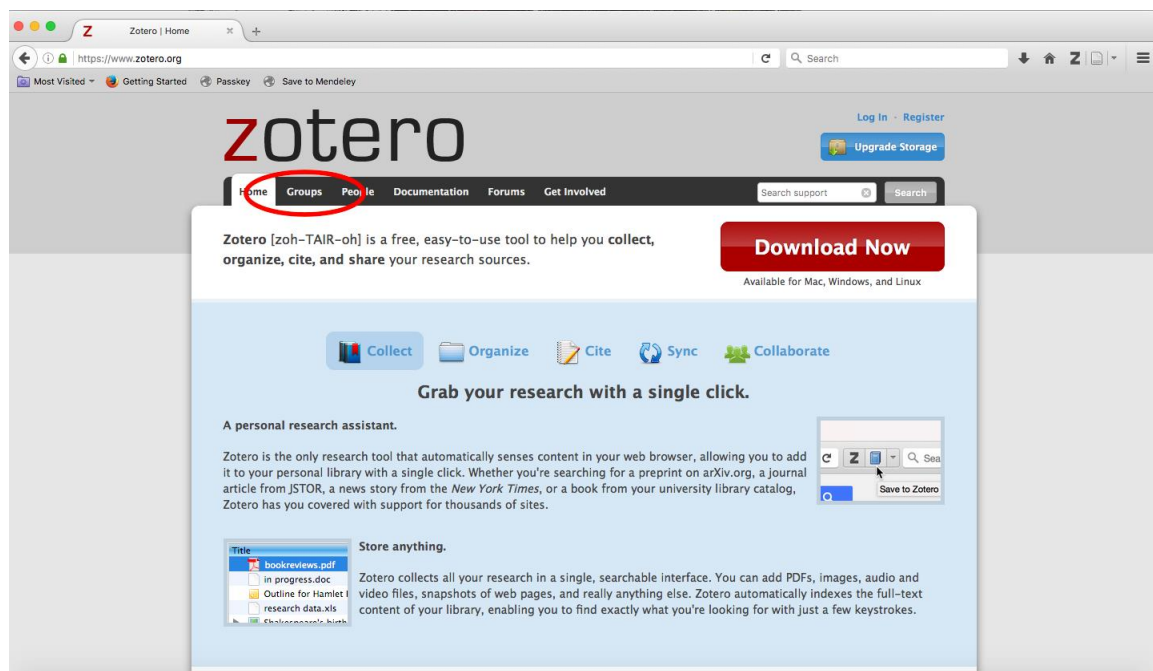 Z Zotero | Home
https://www.zotero.org
Search
Z
Most Visited
Getting Started
Passkey
Save to Mendeley
zotero
Log In · Register
Upgrade Storage
Home Groups People Documentation Forums Get Involved
Search support
Search
Zotero [zoh-TAIR-oh] is a free, easy-to-use tool to help you collect,
organize, cite, and share your research sources.
Download Now
Available for Mac, Windows, and Linux
Collect Organize Cite Sync Collaborate
Grab your research with a single click.
A personal research assistant.
Zotero is the only research tool that automatically senses content in your web browser, allowing you to add
it to your personal library with a single click. Whether you're searching for a preprint on arXiv.org, a journal
article from JSTOR, a news story from the New York Times, or a book from your university library catalog,
Zotero has you covered with support for thousands of sites.
Z
Sea
Save to Zotero
Title
bookreviews.pdf
in progress.doc
Outline for Hamlet
research data.xls
Shakespeare's birth
Store anything.
Zotero collects all your research in a single, searchable interface. You can add PDFs, images, audio and
video files, snapshots of web pages, and really anything else. Zotero automatically indexes the full-text
content of your library, enabling you to find exactly what you're looking for with just a few keystrokes.